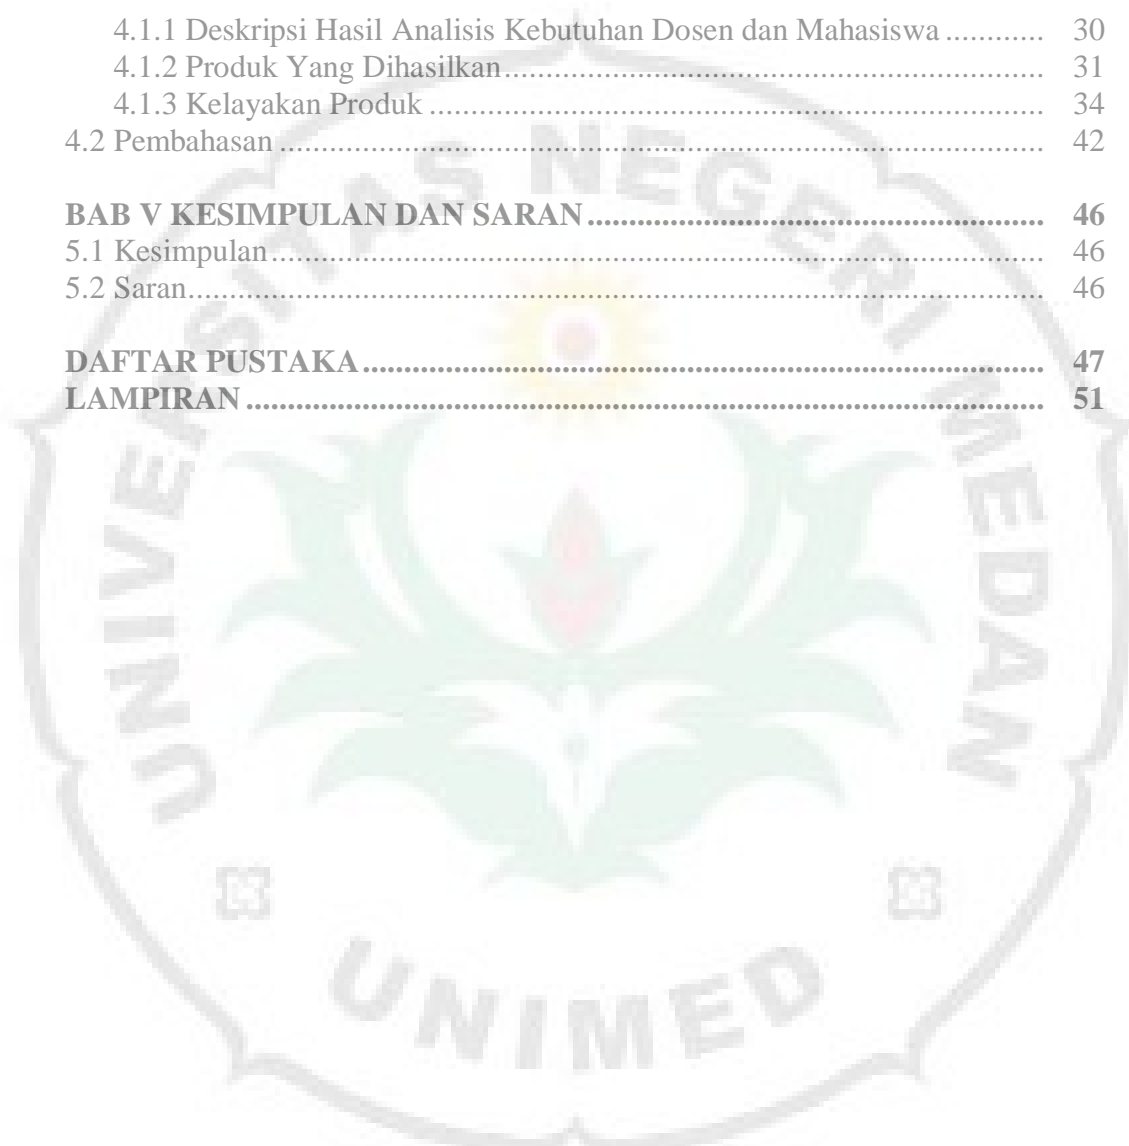 4.1.1 Deskripsi Hasil Analisis Kebutuhan Dosen dan Mahasiswa ............ 30
4.1.2 Produk Yang Dihasilkan .................................................................... 31
4.1.3 Kelayakan Produk ............................................................................. 34
4.2 Pembahasan ................................................................................................ 42
BAB V KESIMPULAN DAN SARAN ......................................................... 46
5.1 Kesimpulan ................................................................................................. 46
5.2 Saran ........................................................................................................... 46
DAFTAR PUSTAKA ..................................................................................... 47
LAMPIRAN .................................................................................................... 51
UNIVERSITAS NEGERI MEDAN
UNIMED